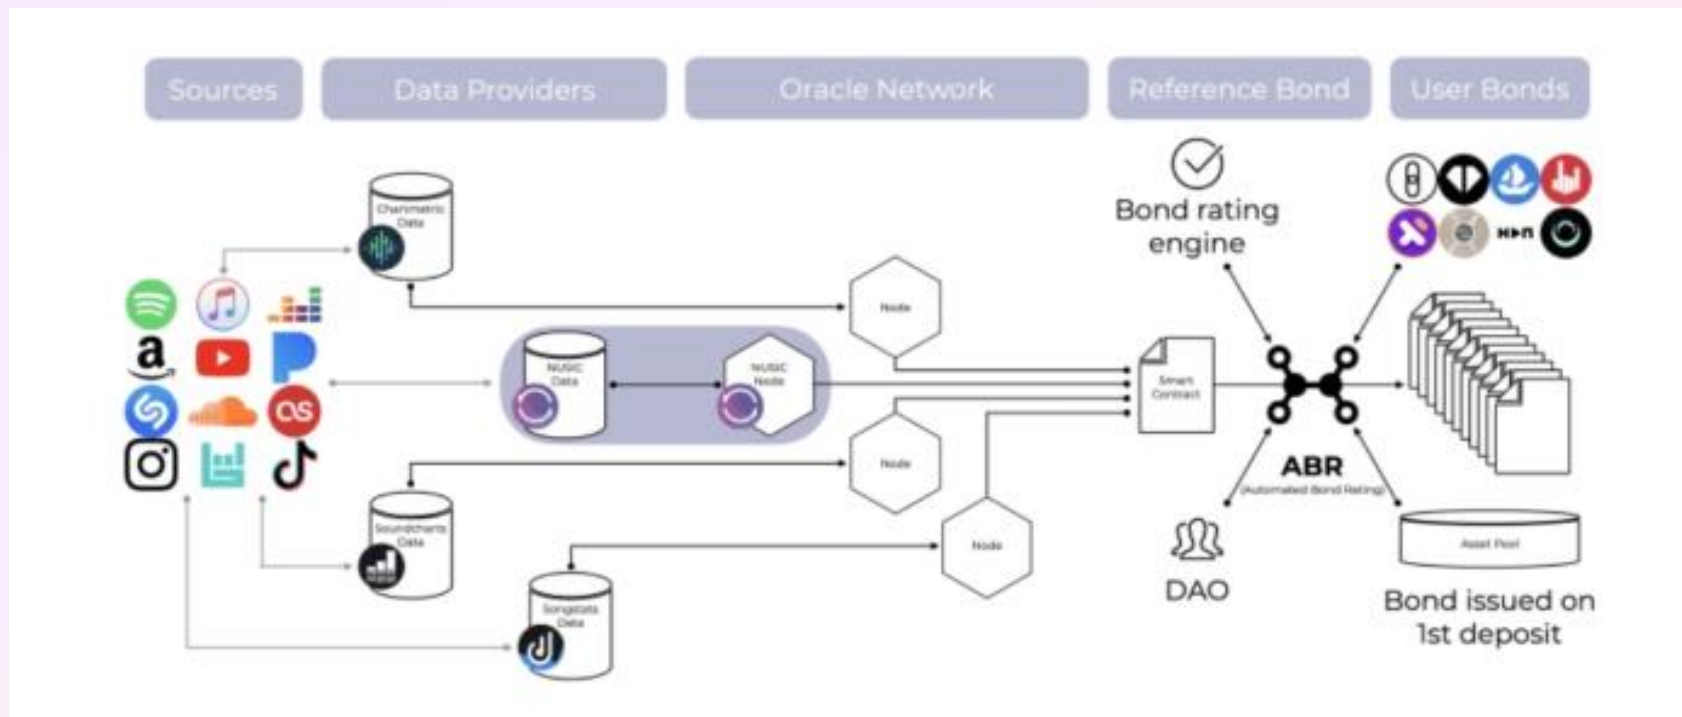 Sources
Data Providers
Oracle Network
Reference Bond
User Bonds
Chartmetric
Data
Bond rating
engine
Node
NUSIC
Data
NUSIC
Node
Smart
Contract
Node
ABR
(Automated Bond Rating)
Soundcharts
Data
Node
Asset Pool
DAO
Songstats
Data
Bond issued on
1st deposit